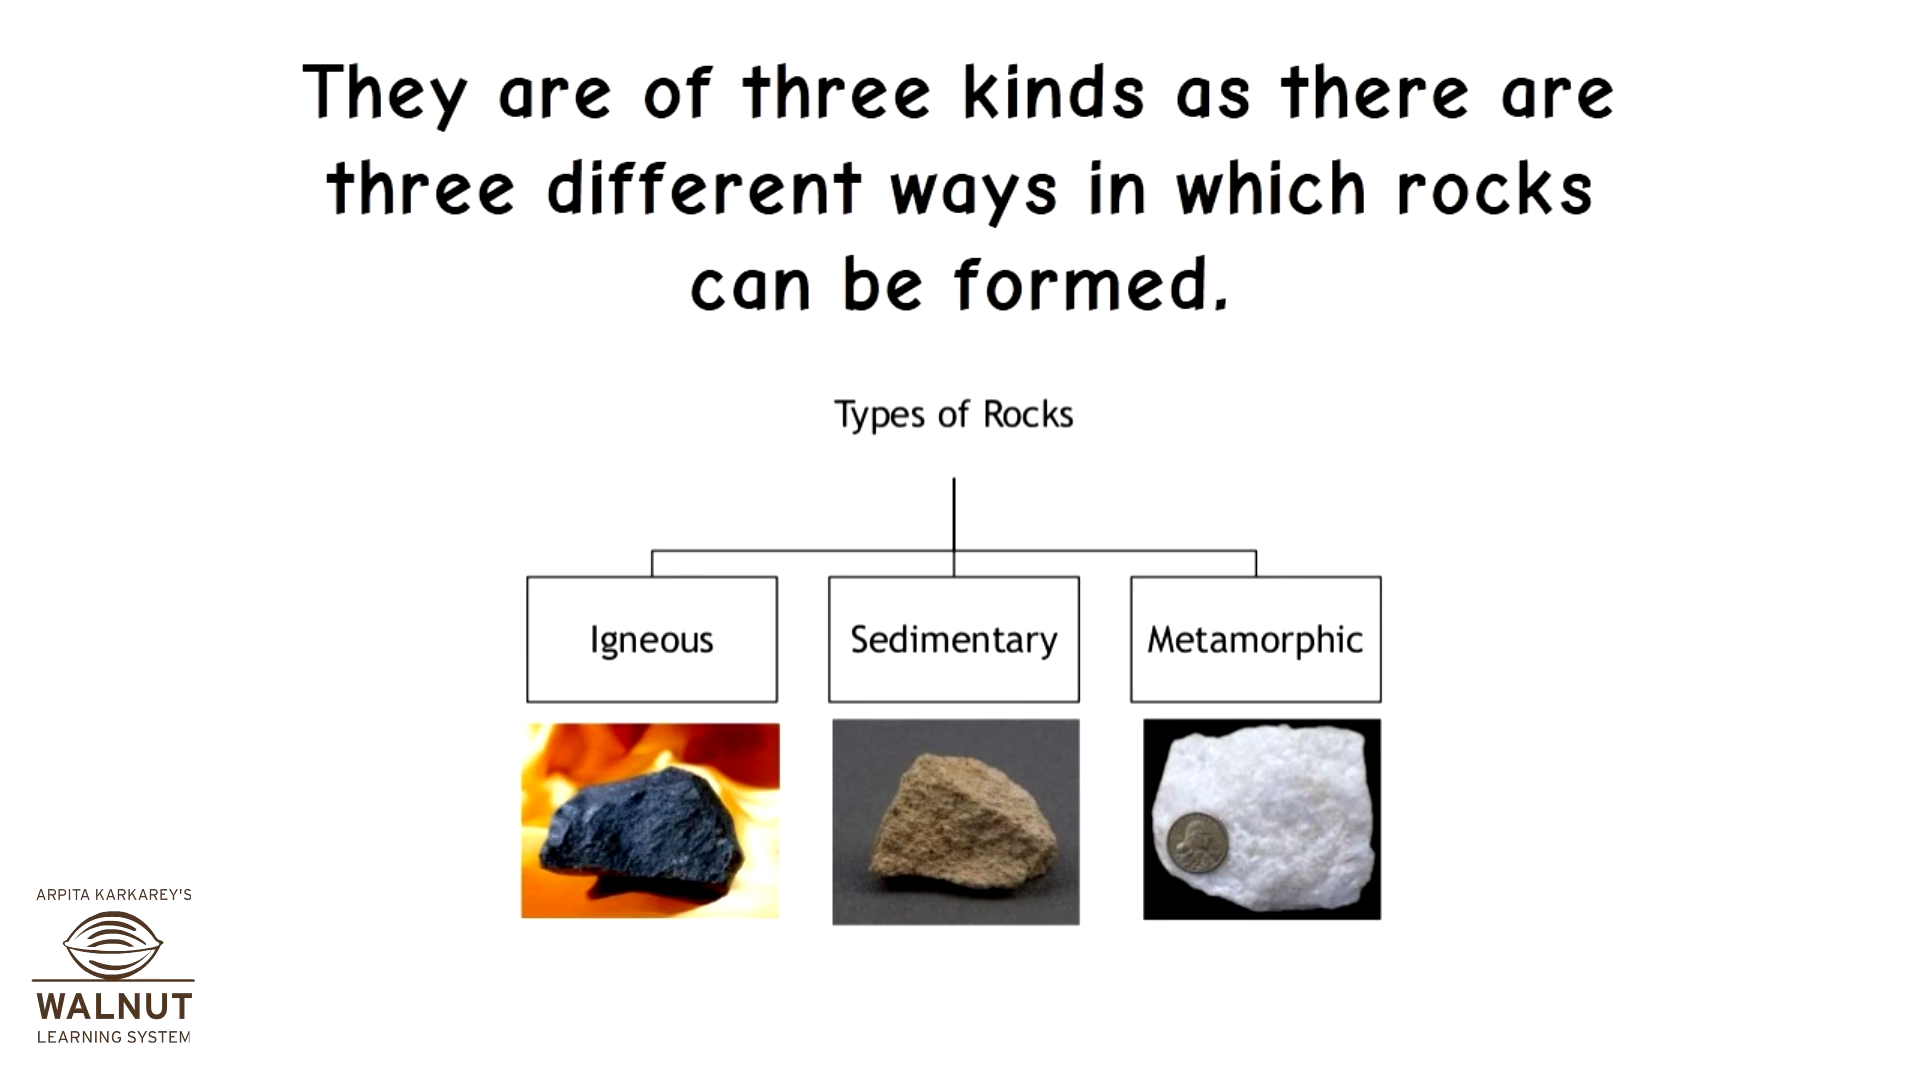 They are of three kinds as there are
three different ways in which rocks
can be formed.
Types of Rocks
Igneous
Sedimentary
Metamorphic
ARPITA KARKAREY'S
WALNUT
LEARNING SYSTEM